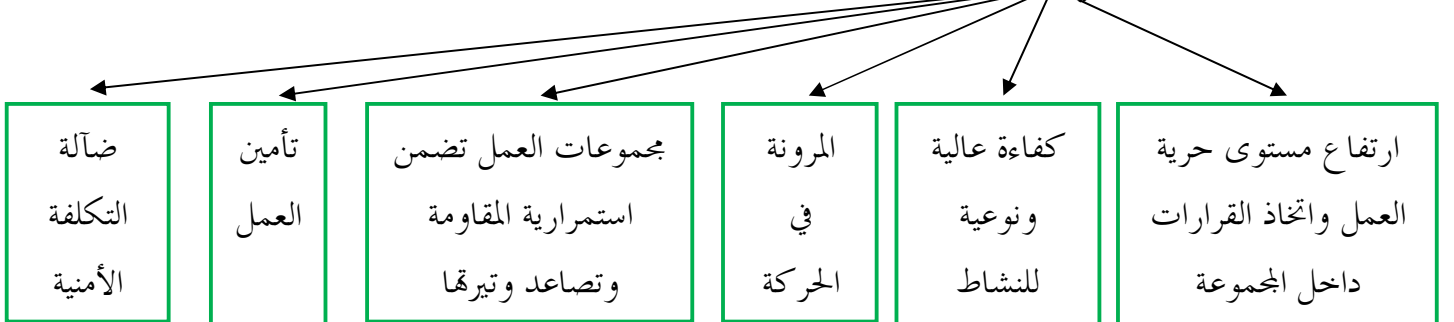 ارتفاع مستوى حرية
العمل واتخاذ القرارات
داخل المجموعة
كفاءة عالية
ونوعية
للنشاط
المرونة
في
الحركة
مجموعات العمل تضمن
استمرارية المقاومة
وتصاعد وتيرتها
تأمين
العمل
ضآلة
التكلفة
الأمنية